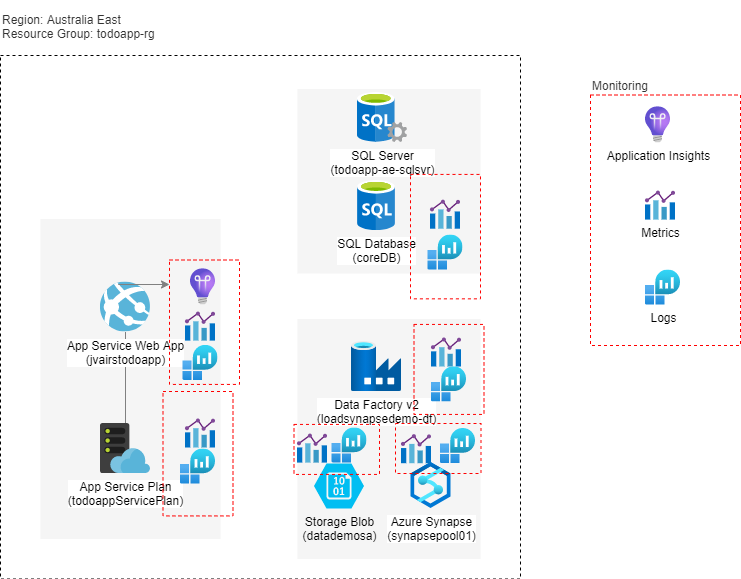 Region: Australia East
Resource Group: todoapp-rg
Monitoring
SQL
SQL Server
(todoapp-ae-sqlsvr)
SQL
SQL Database
(coreDB)
Application Insights
Metrics
Logs
App Service Web App
(jvairstodoapp)
Data Factory v2
(loadsynapsedemo-df)
App Service Plan
(todoappServicePlan)
10
01
Storage Blob
(datademosa)
Azure Synapse
(synapsepool01)